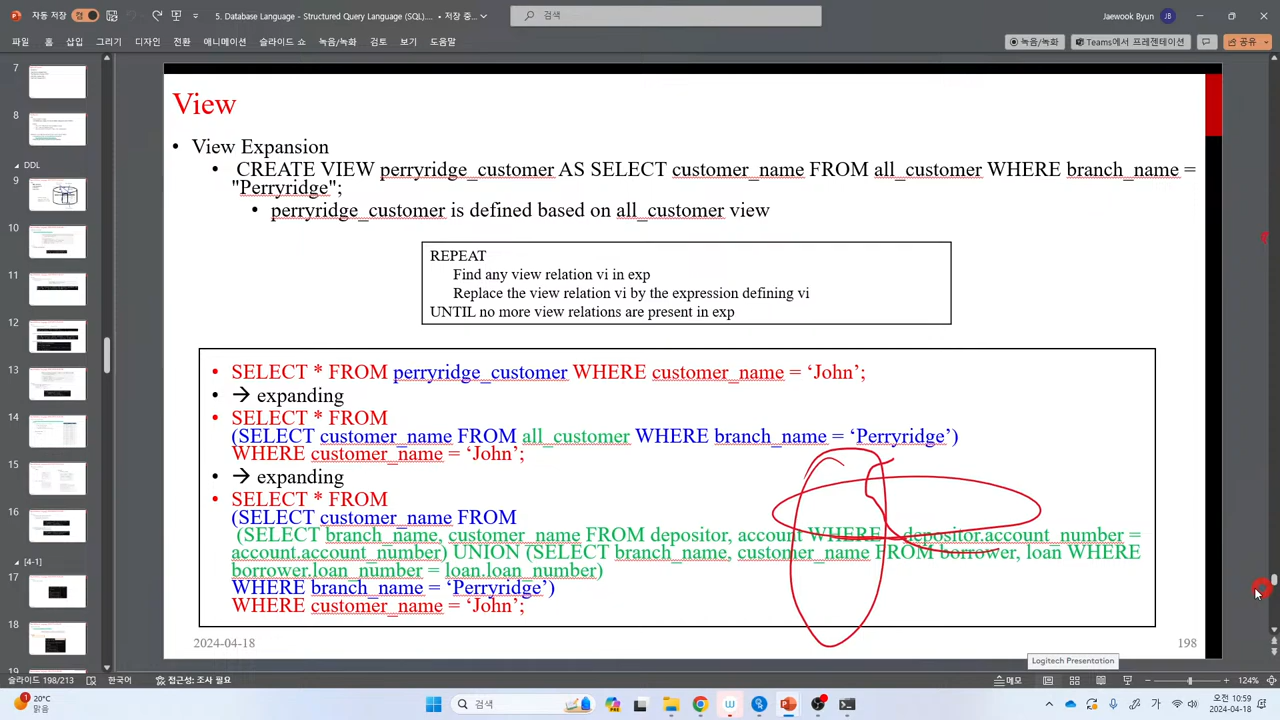 5. Database Language - Structured Query Language (SQL)... • 저장 중...
Jaewook Byun
파일 홈 삽입 그리기 디자인 전환 애니메이션 슬라이드 쇼 녹음/녹화 검토 보기 도움말
녹음/녹화 Teams에서 프레젠테이션 공유
7
8
DDL
9
10
11
14
15
16
[4-1]
18
19
View
• View Expansion
• CREATE VIEW perryridge_customer AS SELECT customer_name FROM all_customer WHERE branch_name =
"Perryridge";
• perryridge_customer is defined based on all_customer view
REPEAT
Find any view relation vi in exp
Replace the view relation vi by the expression defining vi
UNTIL no more view relations are present in exp
• SELECT * FROM perryridge_customer WHERE customer_name = ‘John’;
• → expanding
• SELECT * FROM
(SELECT customer_name FROM all_customer WHERE branch_name = ‘Perryridge’)
WHERE customer_name = ‘John’;
• → expanding
• SELECT * FROM
(SELECT customer_name FROM
(SELECT branch_name, customer_name FROM depositor, account WHERE depositor.account_number =
account.account_number) UNION (SELECT branch_name, customer_name FROM borrower, loan WHERE
borrower.loan_number = loan.loan_number)
WHERE branch_name = ‘Perryridge’)
WHERE customer_name = ‘John’;
2024-04-18
198
Logitech Presentation
슬라이드 198/213 한국어 접근성: 조사 필요
메모
124%
20°C
맑음
검색
오전 10:59
2024-04-18